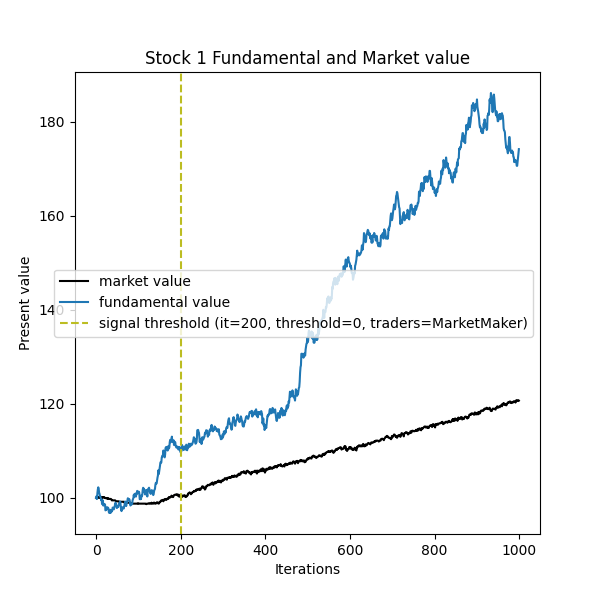 Stock 1 Fundamental and Market value
Present value
180
160
140
120
100
market value
fundamental value
signal threshold (it=200, threshold=0, traders=MarketMaker)
0 200 400 600 800 1000
Iterations